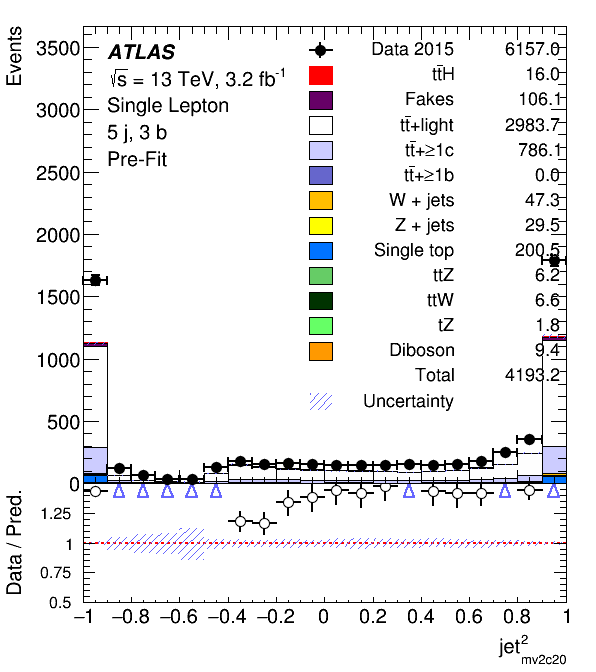 Events
3500
3000
2500
2000
1500
1000
500
0
ATLAS
√s = 13 TeV, 3.2 fb⁻¹
Single Lepton
5 j, 3 b
Pre-Fit
Data 2015 6157.0
tt̄H 16.0
Fakes 106.1
tt̄+light 2983.7
tt̄+≥1c 786.1
tt̄+≥1b 0.0
W + jets 47.3
Z + jets 29.5
Single top 200.5
ttZ 6.2
ttW 6.6
tZ 1.8
Diboson 9.4
Total 4193.2
Uncertainty
Data / Pred.
1.25
1
0.75
0.5
−1 −0.8 −0.6 −0.4 −0.2 0 0.2 0.4 0.6 0.8 1
jet²mv2c20